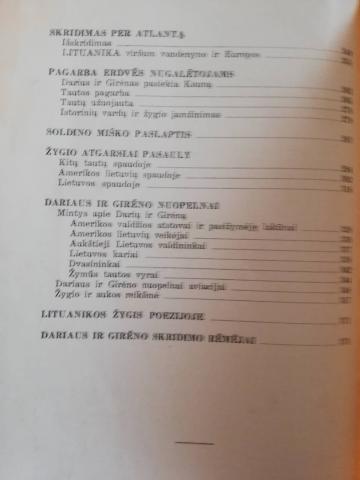 SKRIDIMAS PER ATLANTĄ
Išskridimas
LITUANIKA viršum vandenyno ir Europos
PAGARBA ERDVĖS NUGALĖTOJAMS
Darius ir Girėnas pasiekia Kauną
Tautos pagarba
Tautų užuojauta
Istorinių vardų ir žygio įamžinimas
SOLDINO MIŠKO PASLAPTIS
ŽYGIO ATGARSIAI PASAULY
Kitų tautų spaudoje
Amerikos lietuvių spaudoje
Lietuvos spaudoje
DARIAUS IR GIRĖNO NUOPELNAI
Mintys apie Darių ir Girėną
Amerikos valdžios atstovai ir pasižymėję lakūnai
Amerikos lietuvių veikėjai
Aukštieji Lietuvos valdininkai
Lietuvos kariai
Dvasininkai
Žymūs tautos vyrai
Dariaus ir Girėno nuopelnai aviacijai
Žygio ir aukos reikšmė
LITUANIKOS ŽYGIS POEZIJOJE
DARIAUS IR GIRĖNO SKRIDIMO RĖMĖJAI